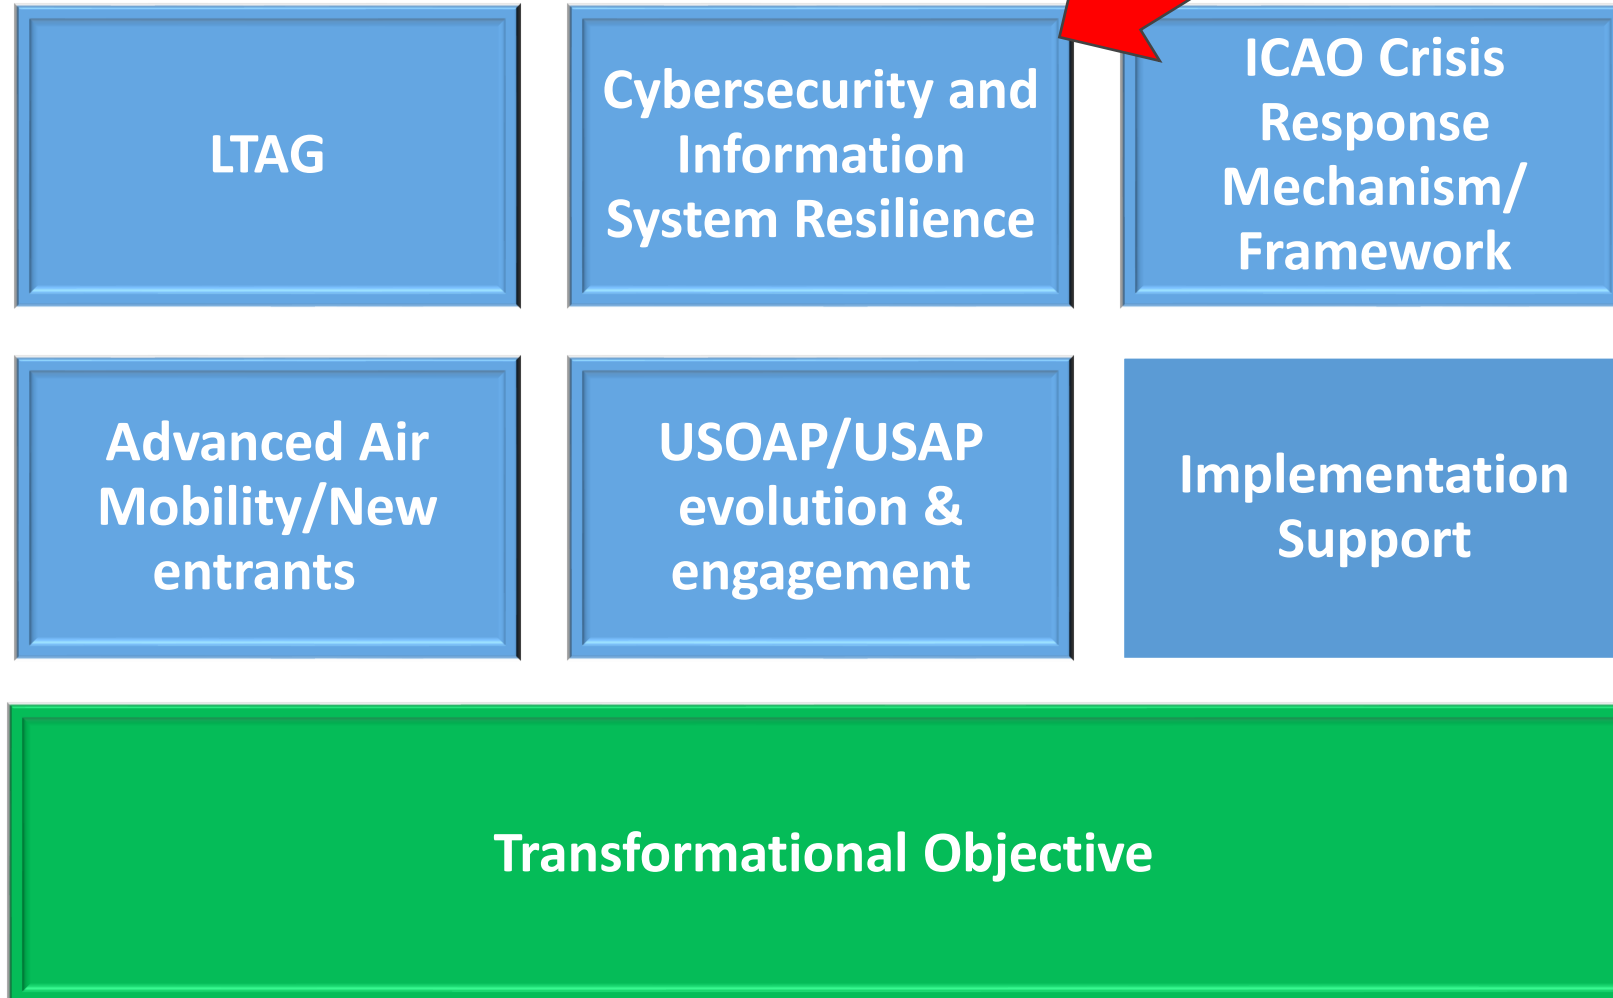 LTAG
Cybersecurity and
Information
System Resilience
ICAO Crisis
Response
Mechanism/
Framework
Advanced Air
Mobility/New
entrants
USOAP/USAP
evolution &
engagement
Implementation
Support
Transformational Objective